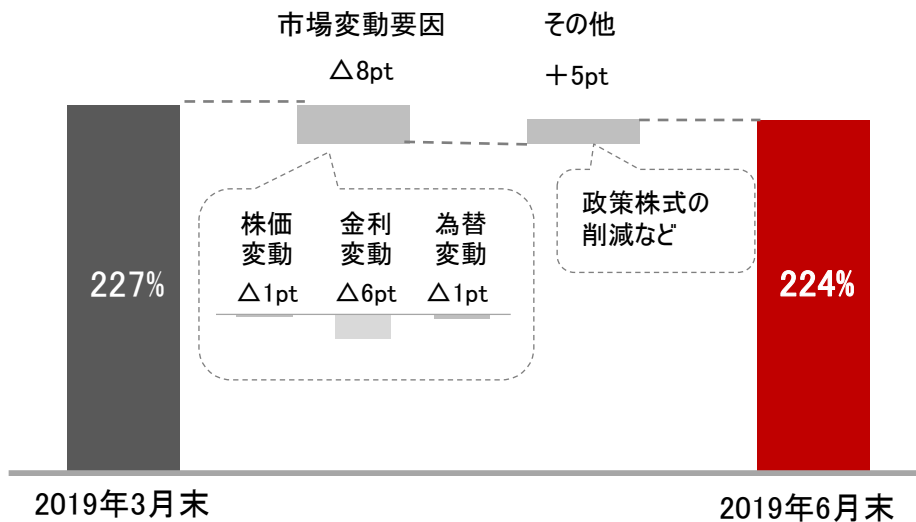 市場変動要因
△8pt
その他
＋5pt
株価
変動
△1pt
金利
変動
△6pt
為替
変動
△1pt
政策株式の
削減など
227%
224%
2019年3月末
2019年6月末